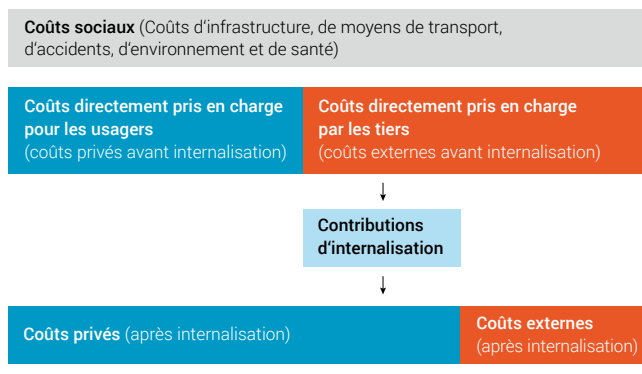 Coûts sociaux (Coûts d‘infrastructure, de moyens de transport,
d‘accidents, d‘environnement et de santé)
Coûts directement pris en charge
pour les usagers
(coûts privés avant internalisation)
Coûts directement pris en charge
par les tiers
(coûts externes avant internalisation)
Contributions
d‘internalisation
Coûts privés (après internalisation)
Coûts externes
(après internalisation)